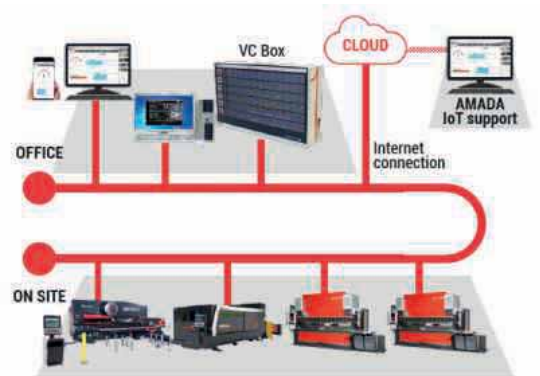 VC Box
CLOUD
AMADA
IoT support
OFFICE
Internet
connection
ON SITE